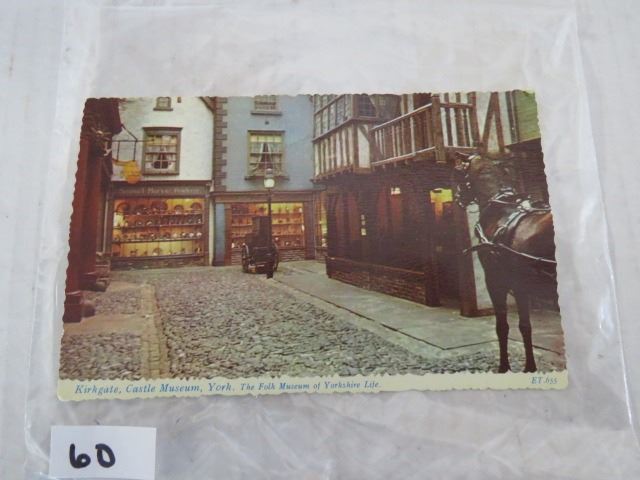 Kirkgate, Castle Museum, York. The Folk Museum of Yorkshire Life. ET.655
60